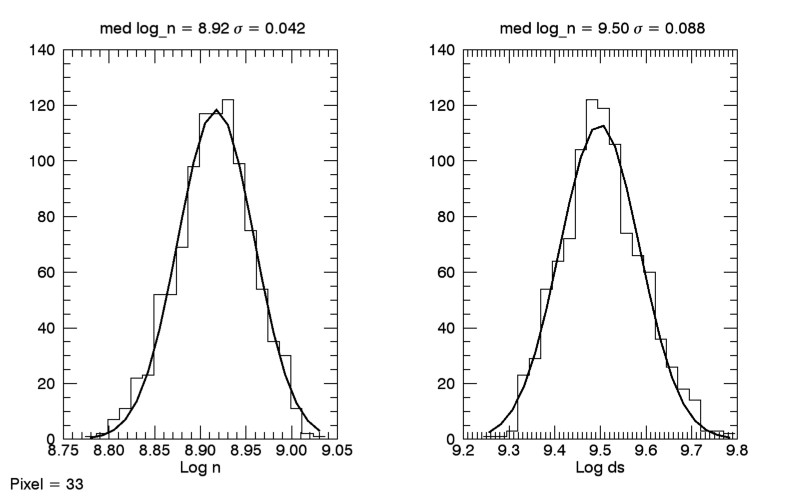 med log_n = 8.92 σ = 0.042
140
120
100
80
60
40
20
0
8.75 8.80 8.85 8.90 8.95 9.00 9.05
Log n
med log_n = 9.50 σ = 0.088
140
120
100
80
60
40
20
0
9.2 9.3 9.4 9.5 9.6 9.7 9.8
Log ds
Pixel = 33